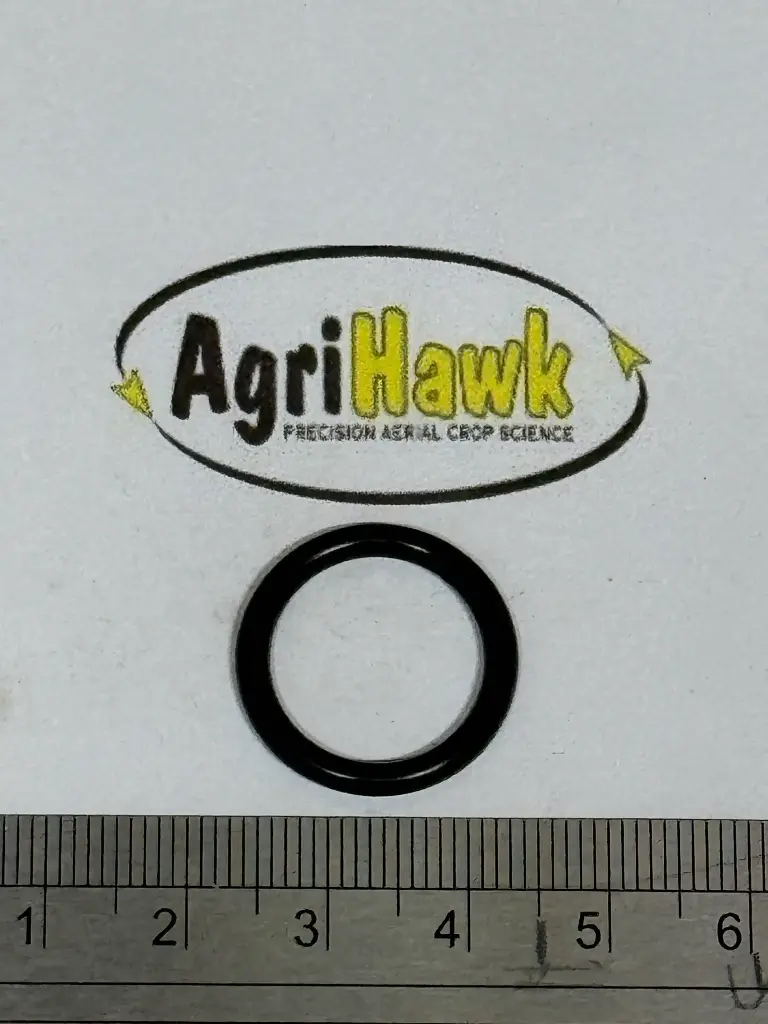 AgriHawk
PRECISION AERIAL CROP SCIENCE
1 2 3 4 5 6